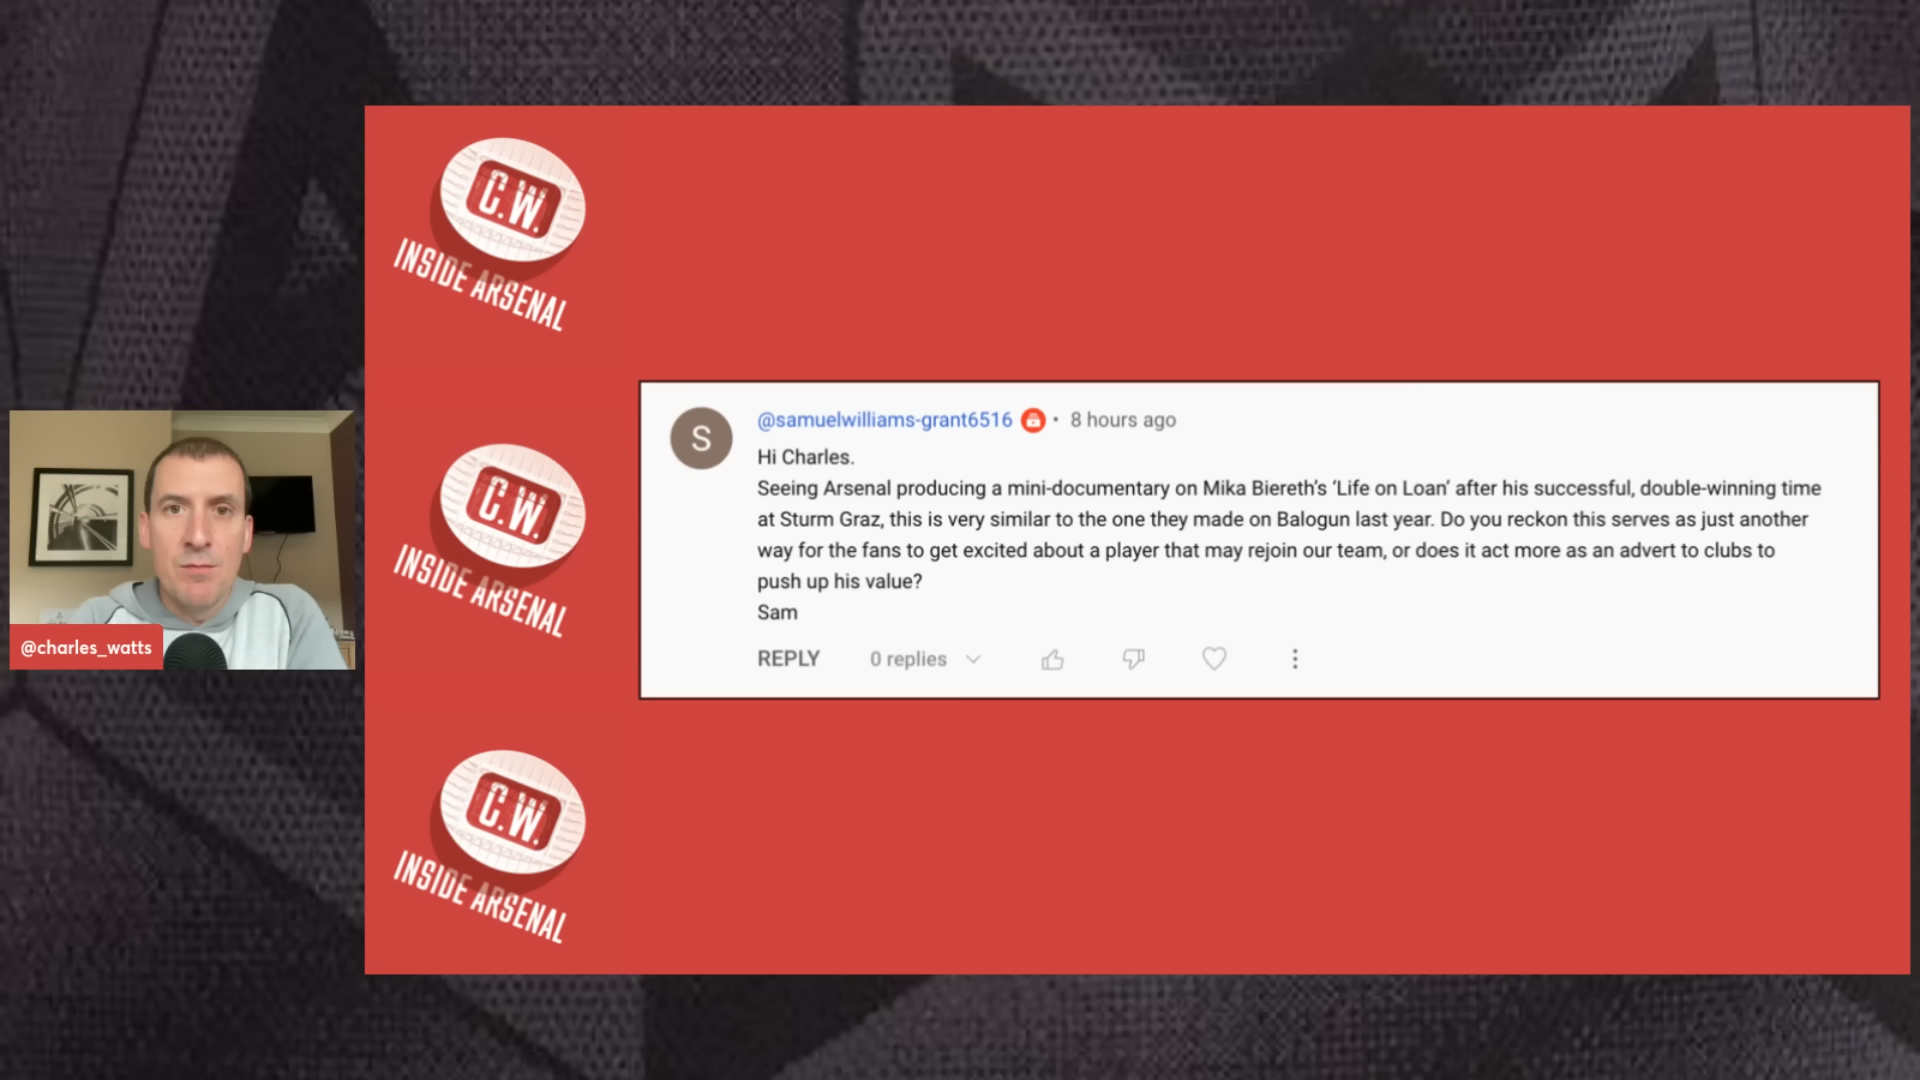 C.W.
INSIDE ARSENAL
C.W.
INSIDE ARSENAL
C.W.
INSIDE ARSENAL
@charles_watts
S
@samuelwilliams-grant6516 • 8 hours ago
Hi Charles.
Seeing Arsenal producing a mini-documentary on Mika Biereth’s ‘Life on Loan’ after his successful, double-winning time
at Sturm Graz, this is very similar to the one they made on Balogun last year. Do you reckon this serves as just another
way for the fans to get excited about a player that may rejoin our team, or does it act more as an advert to clubs to
push up his value?
Sam
REPLY 0 replies